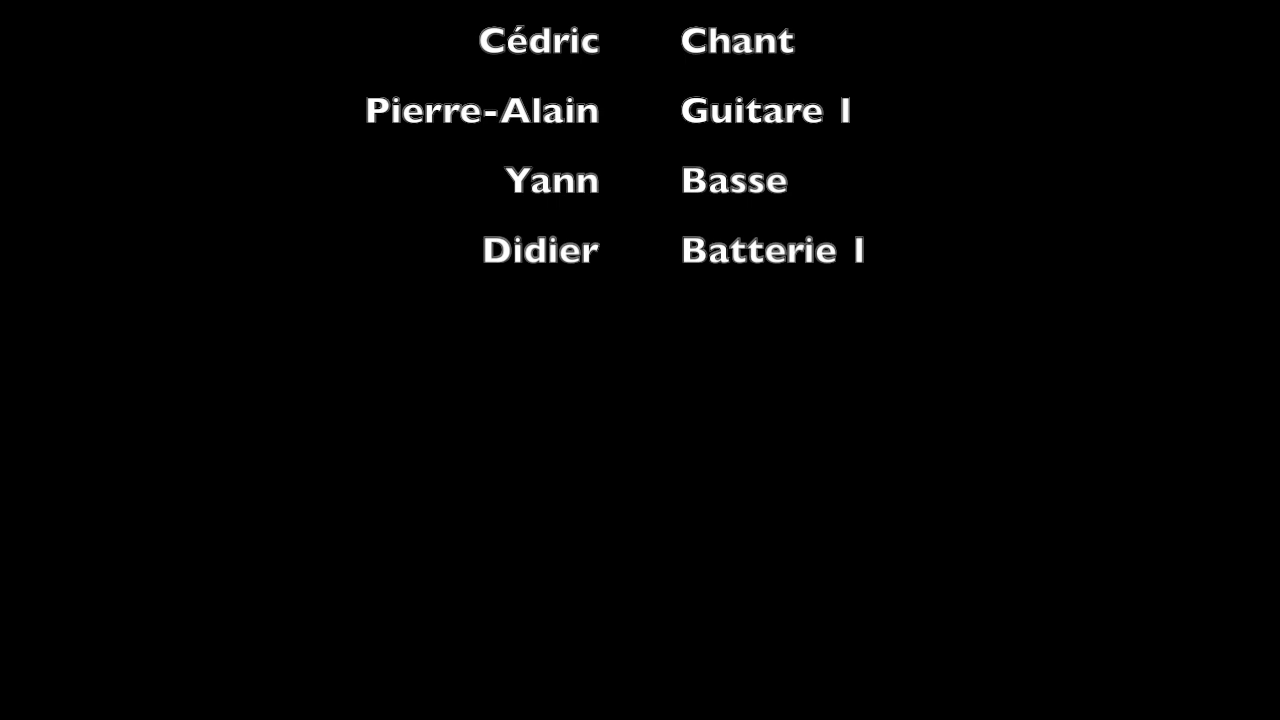 Cédric Chant
Pierre-Alain Guitare 1
Yann Basse
Didier Batterie 1